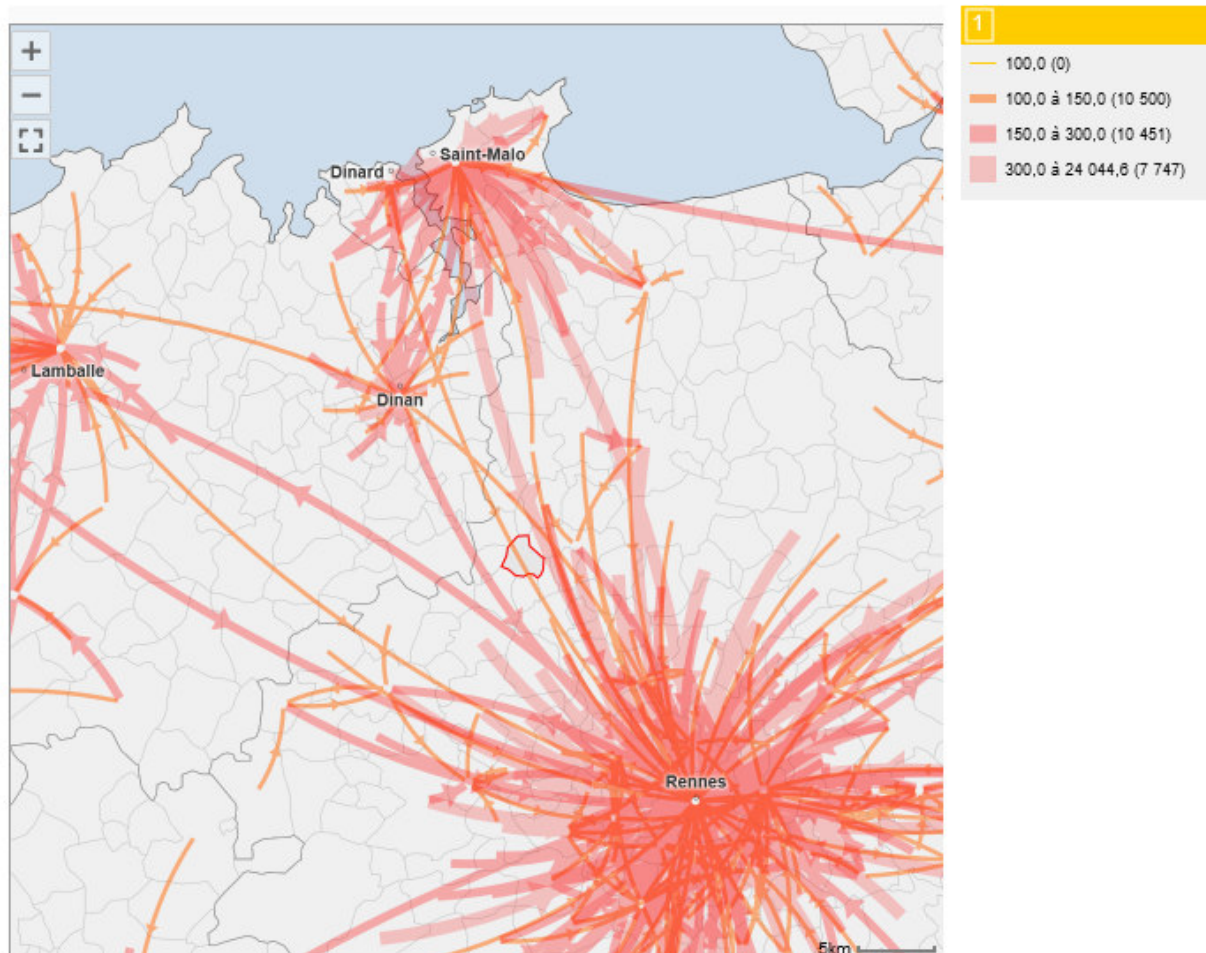 1
100,0 (0)
100,0 à 150,0 (10 500)
150,0 à 300,0 (10 451)
300,0 à 24 044,6 (7 747)
+
−
Saint-Malo
Dinard
Lamballe
Dinan
Rennes
5km